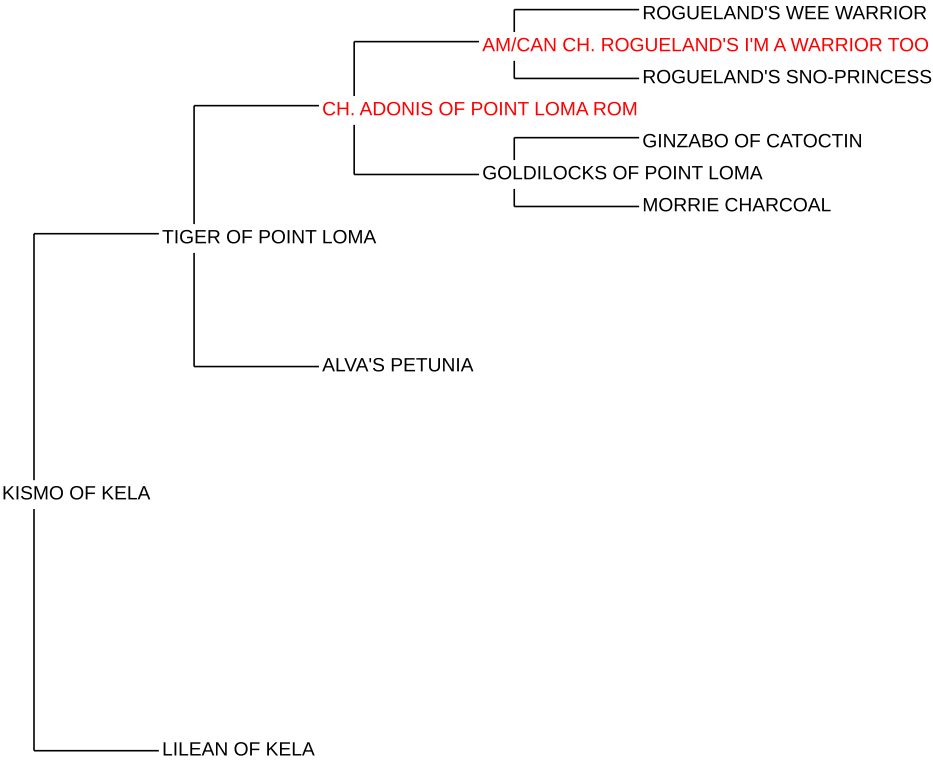 ROGUELAND'S WEE WARRIOR
AM/CAN CH. ROGUELAND'S I'M A WARRIOR TOO
ROGUELAND'S SNO-PRINCESS
CH. ADONIS OF POINT LOMA ROM
GINZABO OF CATOCTIN
GOLDILOCKS OF POINT LOMA
MORRIE CHARCOAL
TIGER OF POINT LOMA
ALVA'S PETUNIA
KISMO OF KELA
LILEAN OF KELA